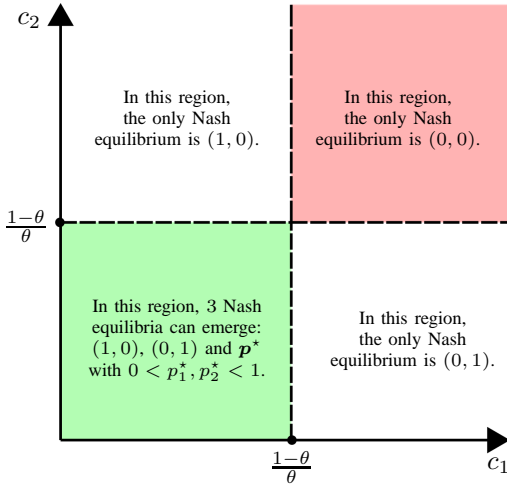 c₂
In this region,
the only Nash
equilibrium is (1, 0).
In this region,
the only Nash
equilibrium is (0, 0).
1−θ
θ
In this region, 3 Nash
equilibria can emerge:
(1, 0), (0, 1) and p⋆
with 0 < p₁⋆, p₂⋆ < 1.
In this region,
the only Nash
equilibrium is (0, 1).
1−θ
θ
c₁